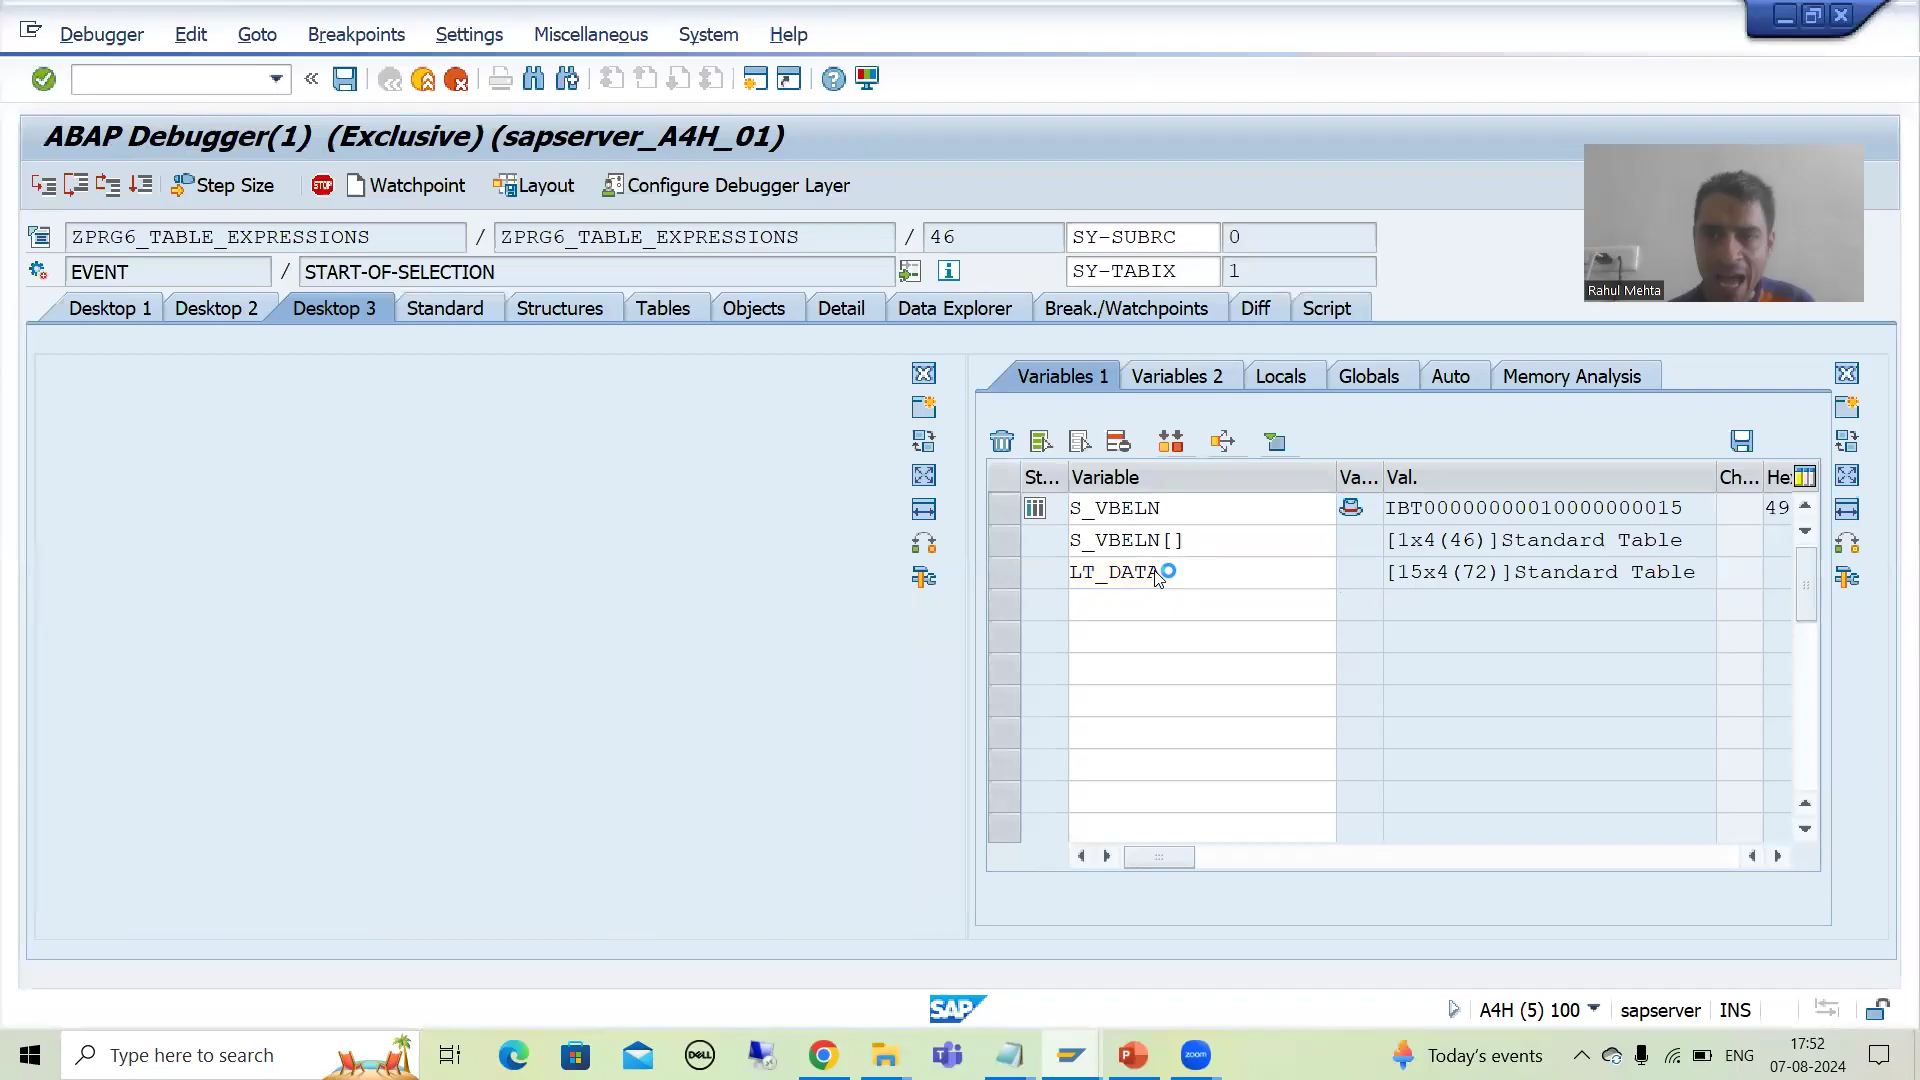 Debugger Edit Goto Breakpoints Settings Miscellaneous System Help
ABAP Debugger(1) (Exclusive) (sapserver_A4H_01)
Step Size STOP Watchpoint Layout Configure Debugger Layer
ZPRG6_TABLE_EXPRESSIONS / ZPRG6_TABLE_EXPRESSIONS / 46 SY-SUBRC 0
EVENT / START-OF-SELECTION SY-TABIX 1
Rahul Mehta
Desktop 1 Desktop 2 Desktop 3 Standard Structures Tables Objects Detail Data Explorer Break./Watchpoints Diff Script
Variables 1 Variables 2 Locals Globals Auto Memory Analysis
St... Variable Va... Val. Ch... He
S_VBELN IBT00000000010000000015 49
S_VBELN[] [1x4(46)]Standard Table
LT_DATA [15x4(72)]Standard Table
SAP A4H (5) 100 sapserver INS
Type here to search DELL zoom Today's events ENG 17:52
07-08-2024